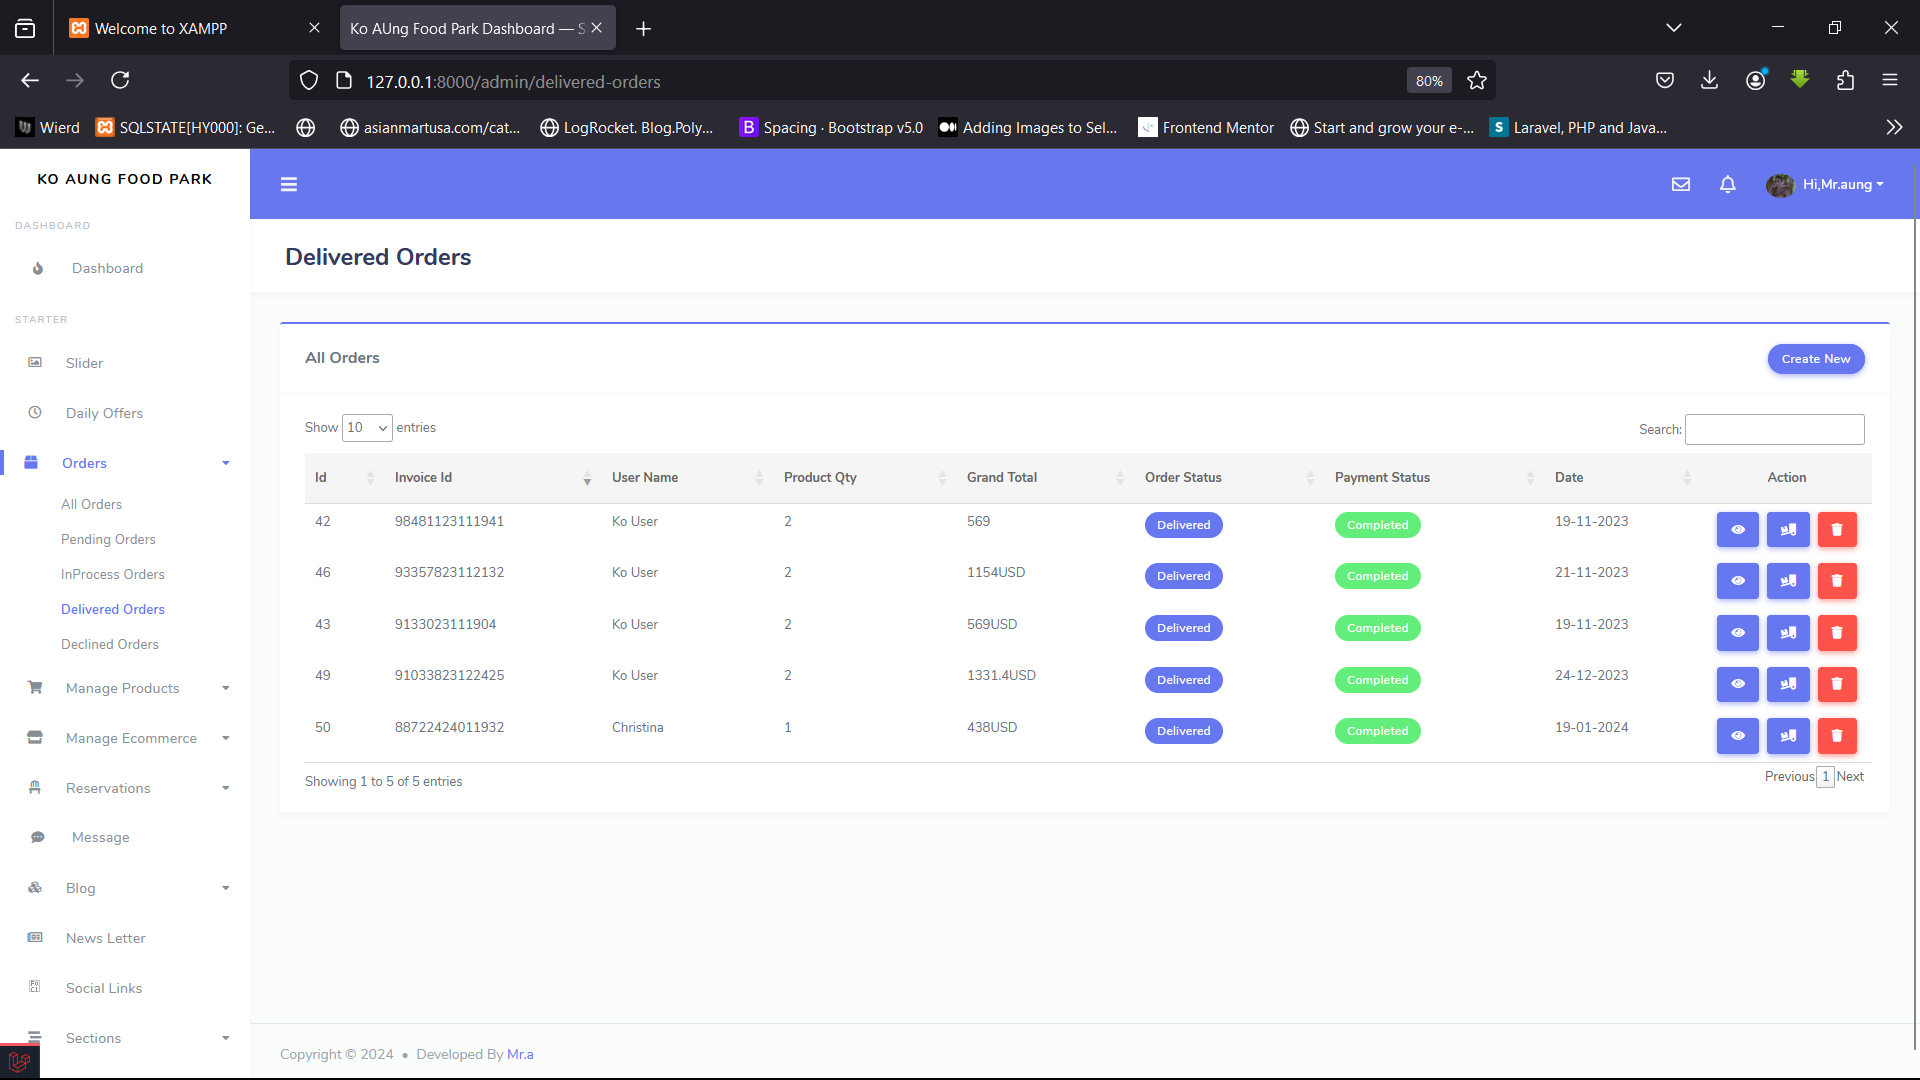 Welcome to XAMPP
Ko AUng Food Park Dashboard — S
127.0.0.1:8000/admin/delivered-orders
80%
Wierd
SQLSTATE[HY000]: Ge...
asianmartusa.com/cat...
LogRocket. Blog.Poly...
B Spacing · Bootstrap v5.0
Adding Images to Sel...
Frontend Mentor
Start and grow your e-...
S Laravel, PHP and Java...
KO AUNG FOOD PARK
Hi,Mr.aung
DASHBOARD
Dashboard
STARTER
Slider
Daily Offers
Orders
All Orders
Pending Orders
InProcess Orders
Delivered Orders
Declined Orders
Manage Products
Manage Ecommerce
Reservations
Message
Blog
News Letter
Social Links
Sections
Delivered Orders
All Orders
Create New
Show 10 entries
Search:
Id Invoice Id User Name Product Qty Grand Total Order Status Payment Status Date Action
42 98481123111941 Ko User 2 569 Delivered Completed 19-11-2023
46 93357823112132 Ko User 2 1154USD Delivered Completed 21-11-2023
43 9133023111904 Ko User 2 569USD Delivered Completed 19-11-2023
49 91033823122425 Ko User 2 1331.4USD Delivered Completed 24-12-2023
50 88722424011932 Christina 1 438USD Delivered Completed 19-01-2024
Showing 1 to 5 of 5 entries
Previous 1 Next
Copyright © 2024 • Developed By Mr.a